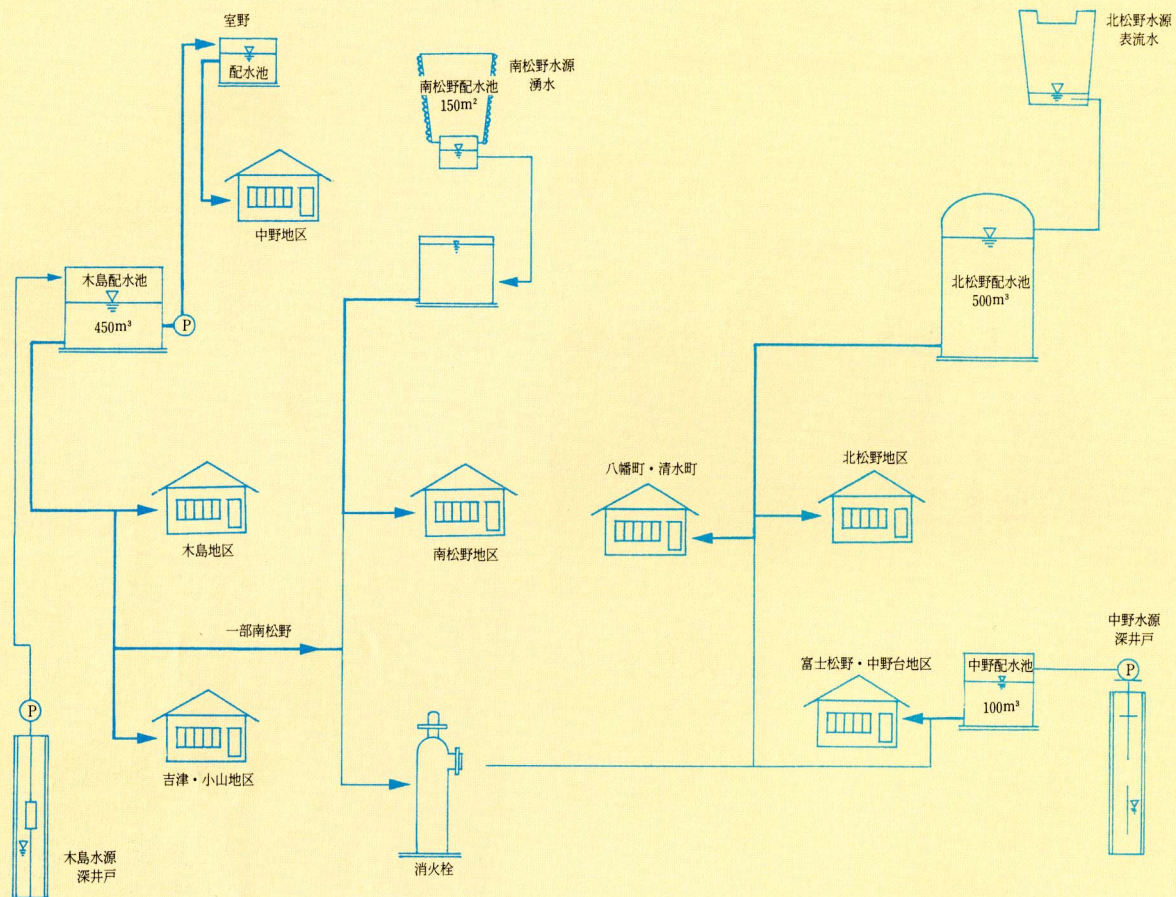 室野
配水池
南松野配水池
150m²
南松野水源
湧水
北松野水源
表流水
中野地区
木島配水池
450m³
P
北松野配水池
500m³
八幡町・清水町
北松野地区
木島地区
南松野地区
一部南松野
中野水源
深井戸
富士松野・中野台地区
中野配水池
100m³
P
P
吉津・小山地区
消火栓
木島水源
深井戸